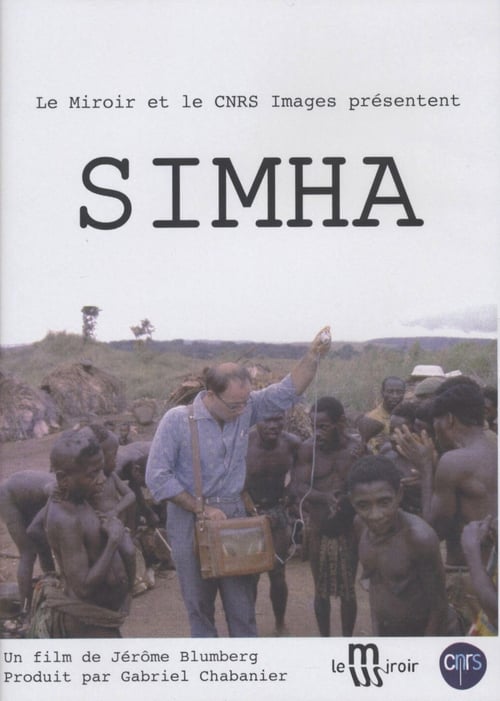 Le Miroir et le CNRS Images présentent
SIMHA
Un film de Jérôme Blumberg
Produit par Gabriel Chabanier
le miroir
cnrs